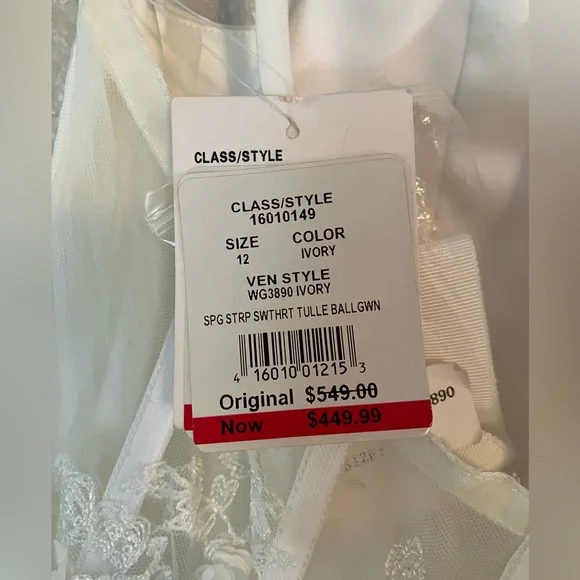 CLASS/STYLE
CLASS/STYLE
16010149
SIZE COLOR
12 IVORY
VEN STYLE
WG3890 IVORY
SPG STRP SWTHRT TULLE BALLGWN
4 16010 01215 3
Original $549.00
Now $449.99
890
SIZE